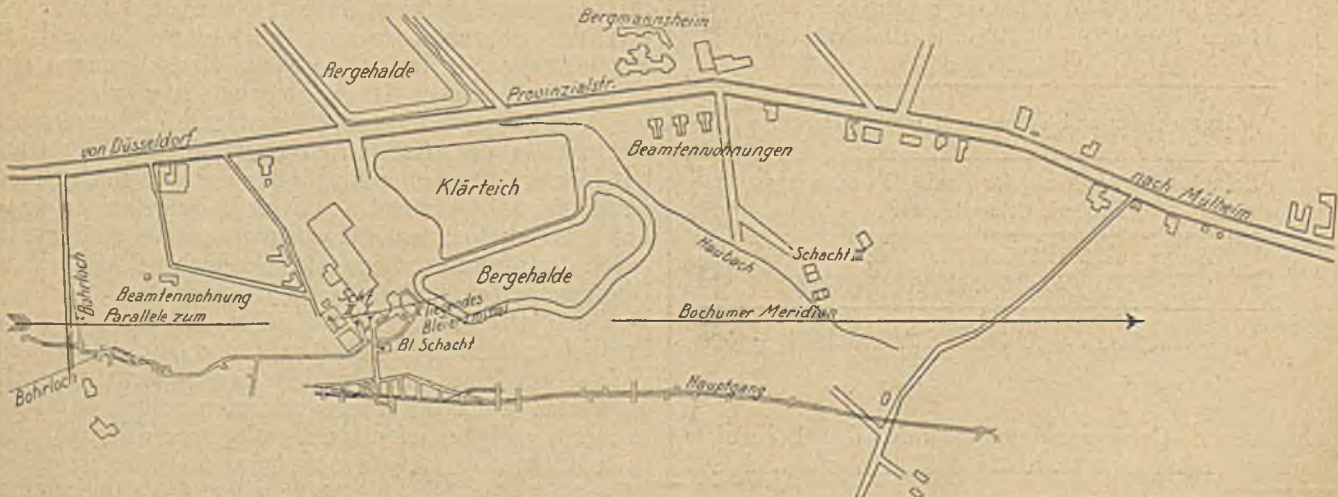 Bergmannsheim
Bergehalde
Provinzialstr.
von Düsseldorf
Beamtenwohnungen
Klärteich
nach Mülheim
Haubach
Schacht
Bohrloch
Bergehalde
Beamtenwohnung
Parallele zum
Bochumer Meridian
Liegendes
Bl. Schacht
Bohrloch
Hauptgang